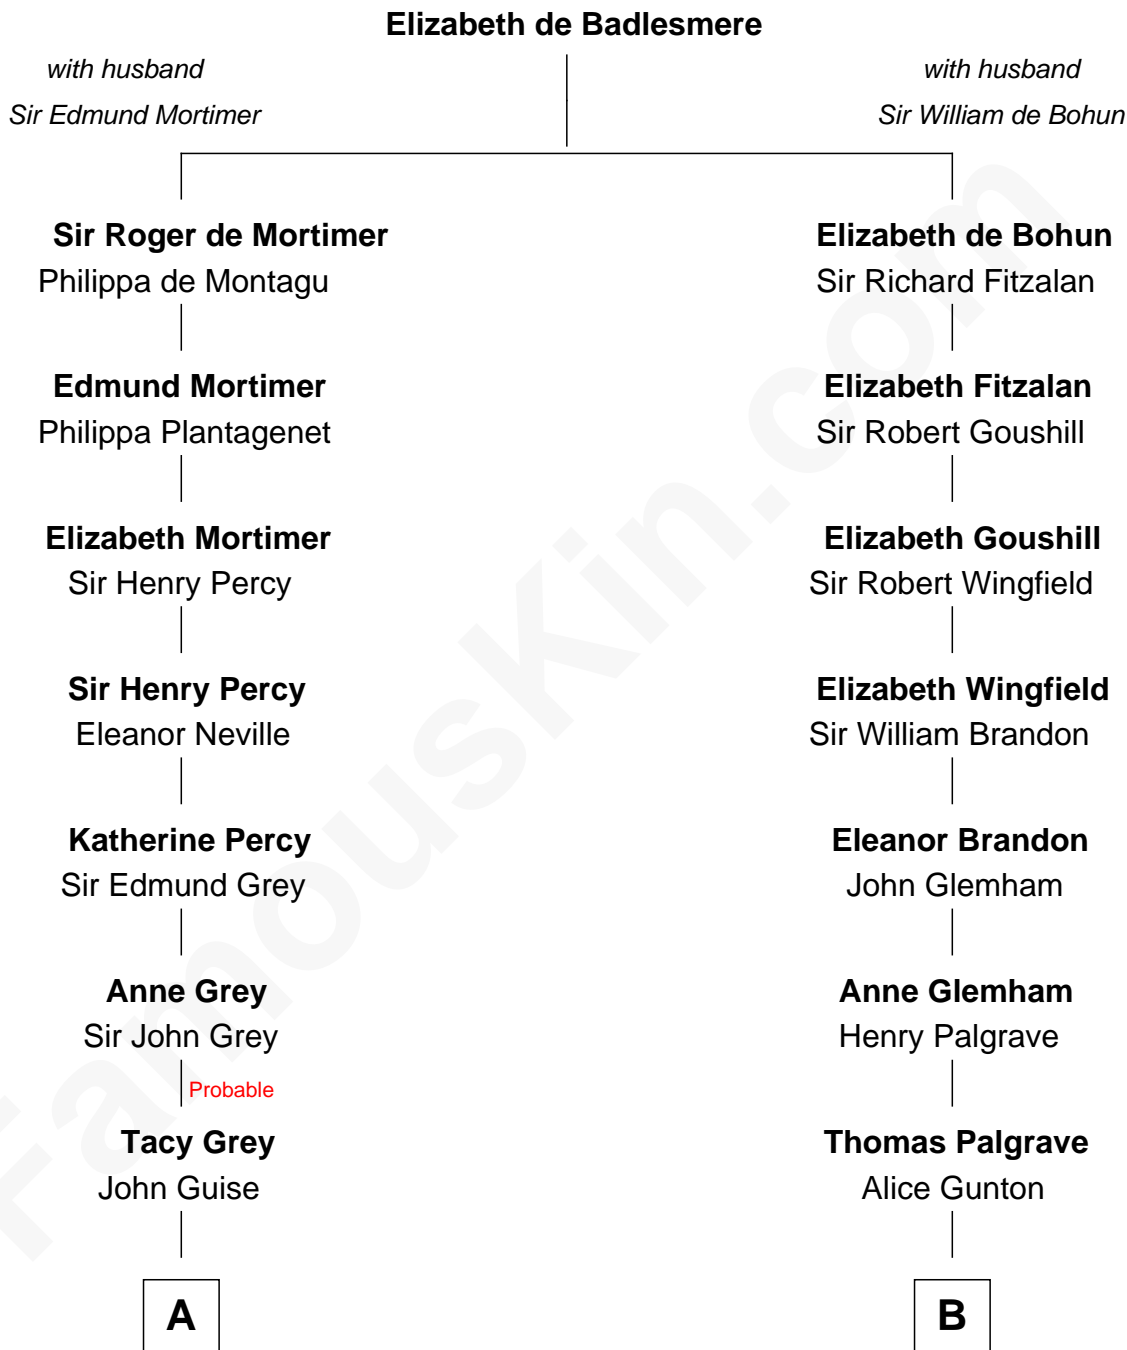 Elizabeth de Badlesmere
with husband
Sir Edmund Mortimer
with husband
Sir William de Bohun
Sir Roger de Mortimer
Philippa de Montagu
Edmund Mortimer
Philippa Plantagenet
Elizabeth Mortimer
Sir Henry Percy
Sir Henry Percy
Eleanor Neville
Katherine Percy
Sir Edmund Grey
Anne Grey
Sir John Grey
Probable
Tacy Grey
John Guise
A
Elizabeth de Bohun
Sir Richard Fitzalan
Elizabeth Fitzalan
Sir Robert Goushill
Elizabeth Goushill
Sir Robert Wingfield
Elizabeth Wingfield
Sir William Brandon
Eleanor Brandon
John Glemham
Anne Glemham
Henry Palgrave
Thomas Palgrave
Alice Gunton
B
FamousKin.com